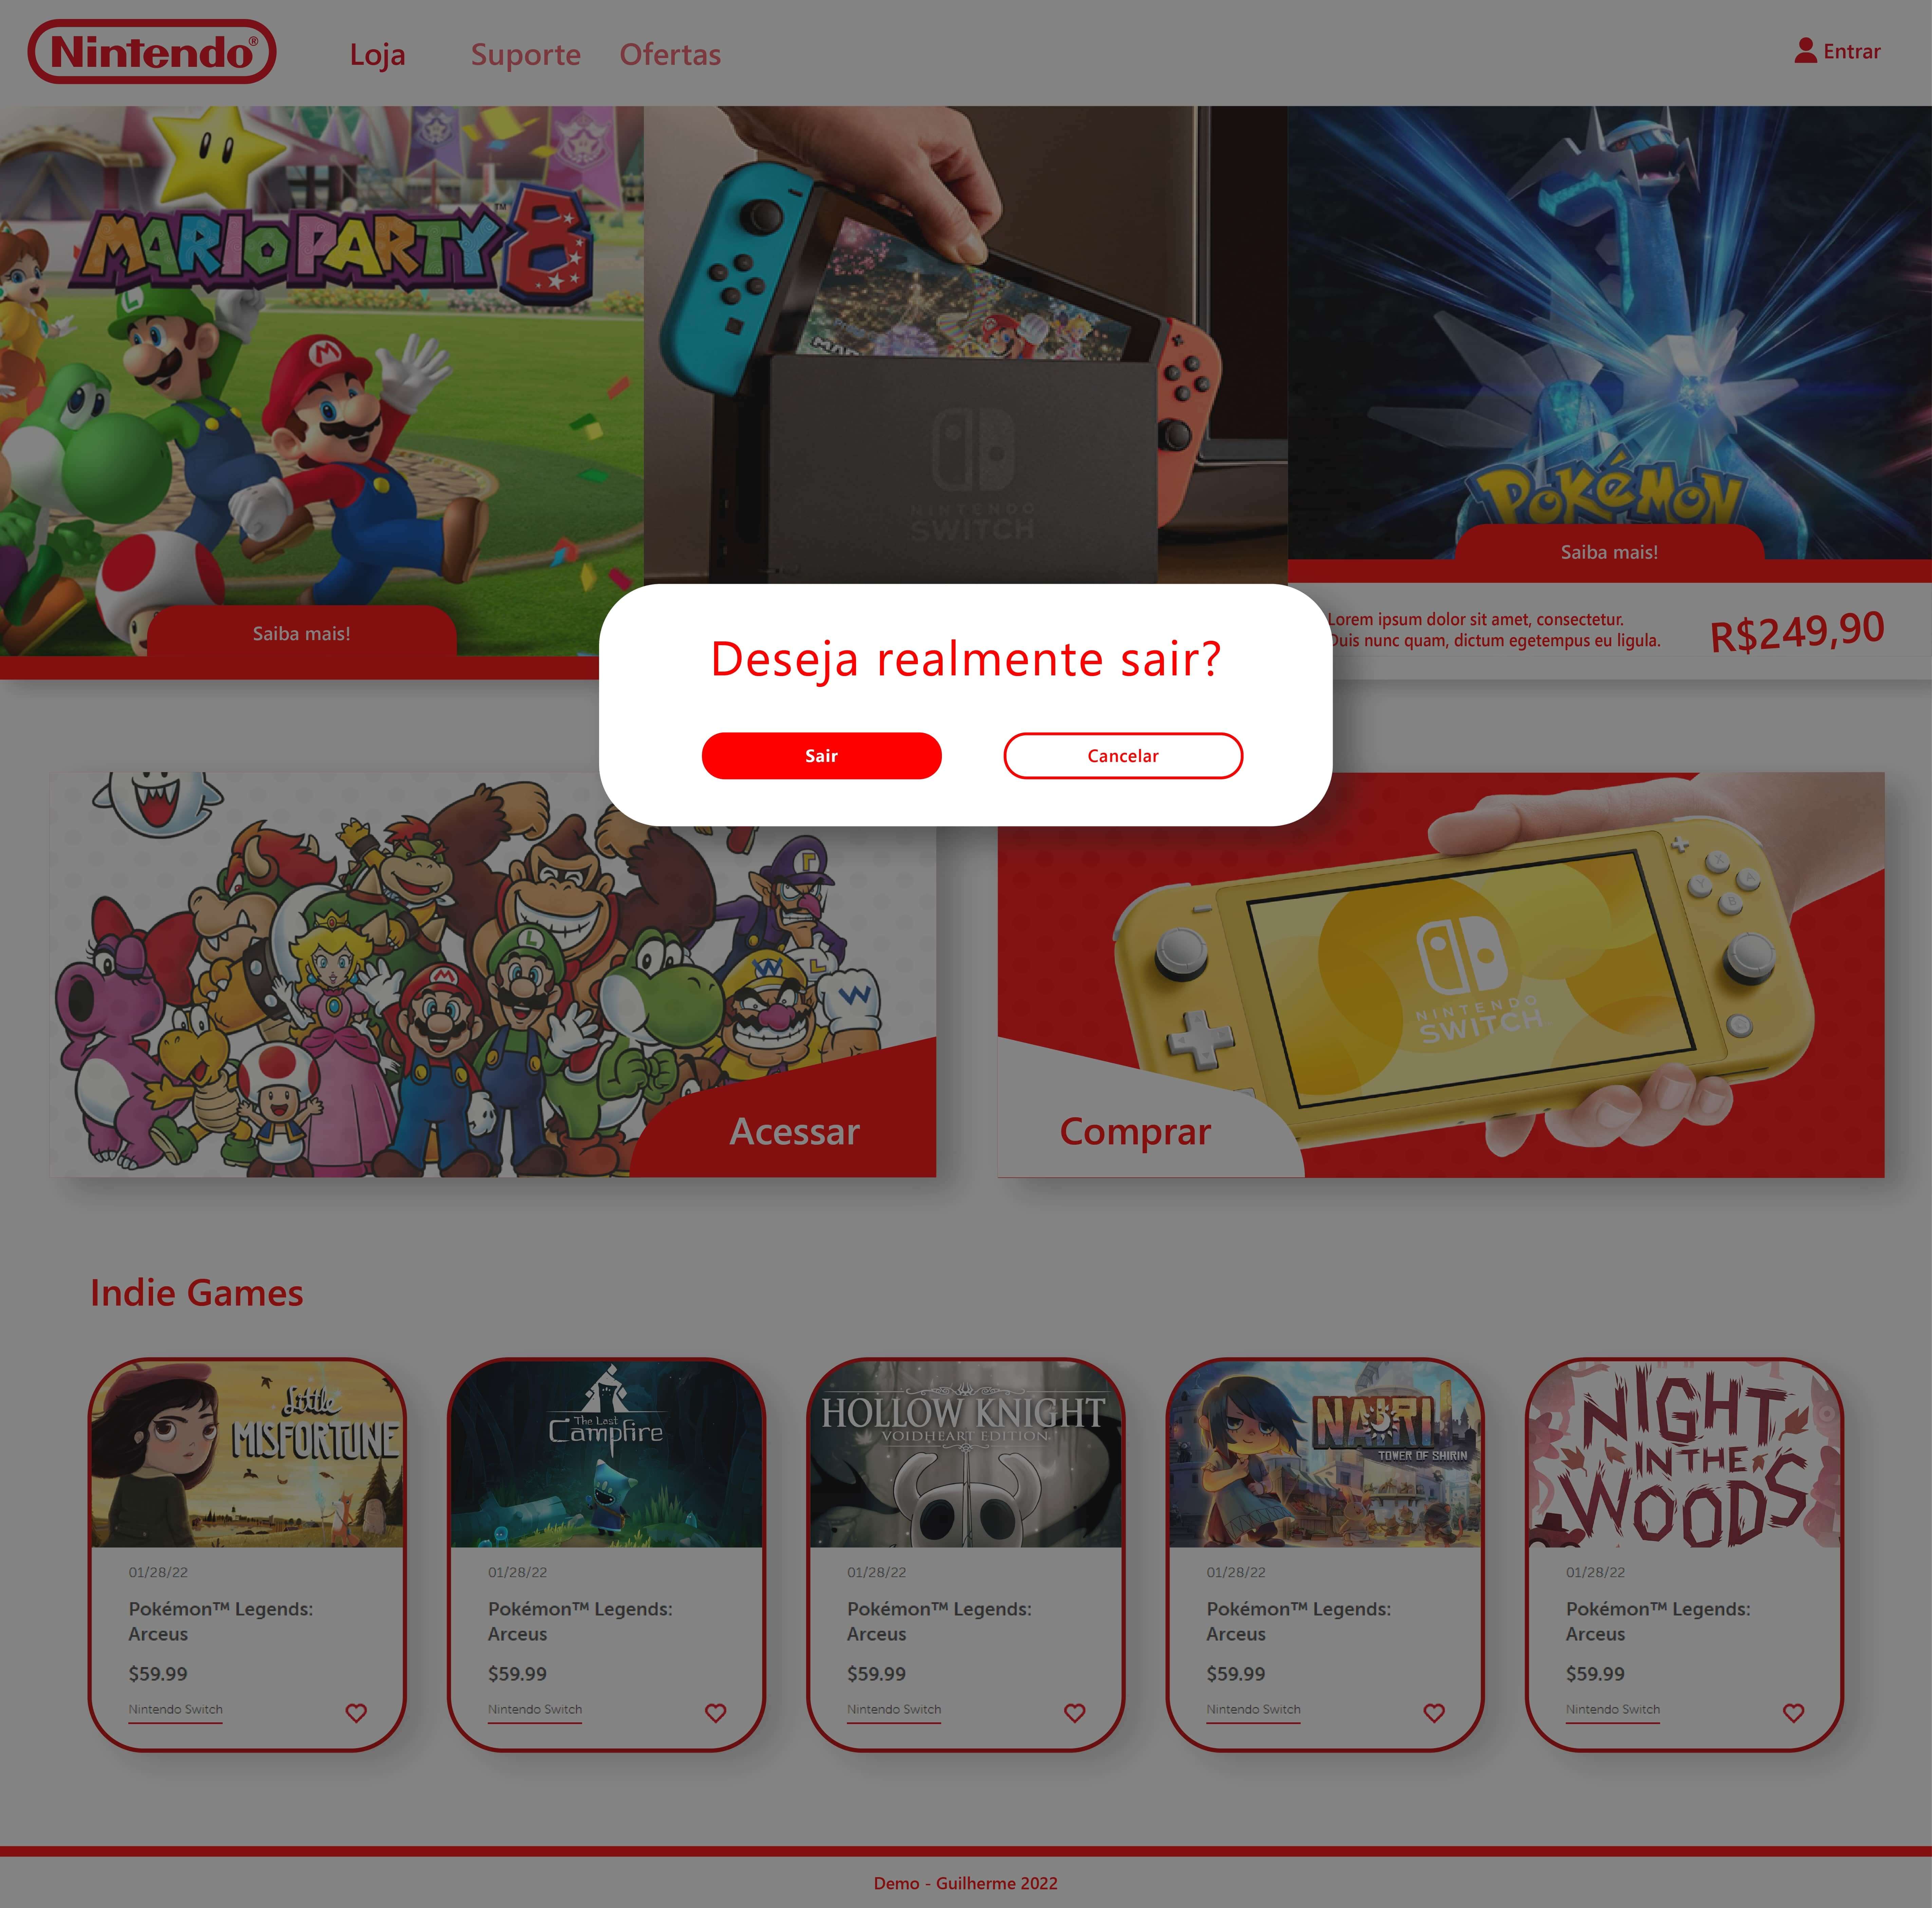 Nintendo®
Loja
Suporte
Ofertas
Entrar
MARIO PARTY 8™
NINTENDO
SWITCH
POKéMON
Saiba mais!
Saiba mais!
Lorem ipsum dolor sit amet, consectetur.
Duis nunc quam, dictum egetempus eu ligula.
R$249,90
Deseja realmente sair?
Sair
Cancelar
Acessar
NINTENDO
SWITCH
Comprar
Indie Games
Little
MISFORTUNE
The Last
Campfire
HOLLOW KNIGHT
VOIDHEART EDITION
NAIRI
TOWER OF SHIRIN
NIGHT
IN THE
WOODS
01/28/22
Pokémon™ Legends:
Arceus
$59.99
Nintendo Switch
01/28/22
Pokémon™ Legends:
Arceus
$59.99
Nintendo Switch
01/28/22
Pokémon™ Legends:
Arceus
$59.99
Nintendo Switch
01/28/22
Pokémon™ Legends:
Arceus
$59.99
Nintendo Switch
01/28/22
Pokémon™ Legends:
Arceus
$59.99
Nintendo Switch
Demo - Guilherme 2022